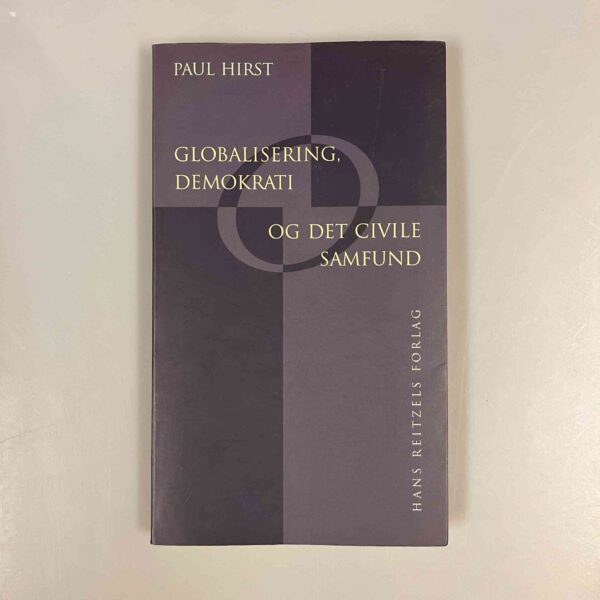 PAUL HIRST
GLOBALISERING,
DEMOKRATI
OG DET CIVILE
SAMFUND
HANS REITZELS FORLAG